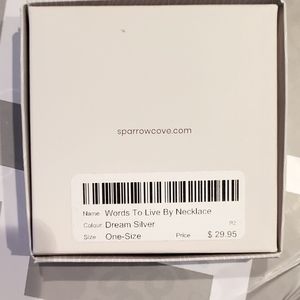 sparrowcove.com
Name Words To Live By Necklace
Colour Dream Silver
Size One-Size Price $ 29.95